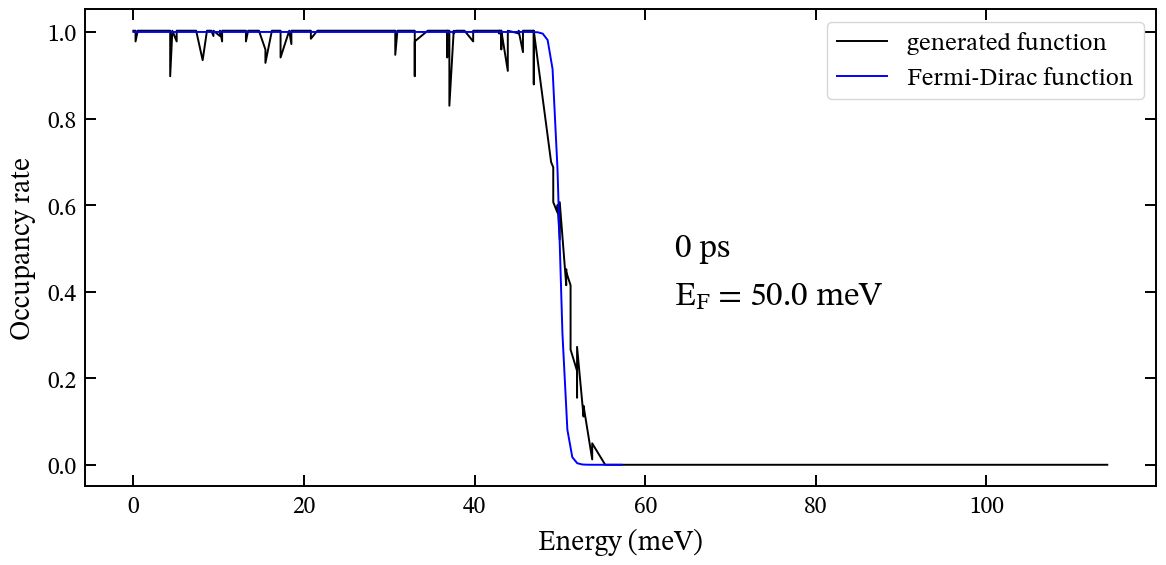 generated function
Fermi-Dirac function
1.0
0.8
0.6
0.4
0.2
0.0
Occupancy rate
0 ps
E_F = 50.0 meV
0 20 40 60 80 100
Energy (meV)